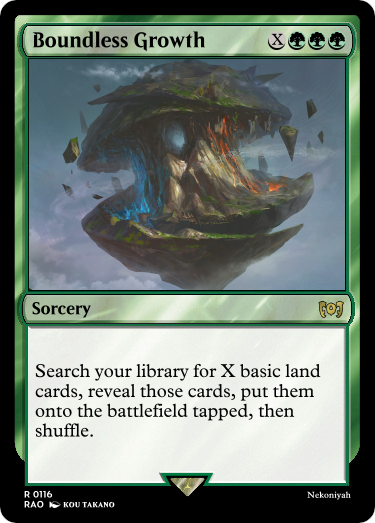 Boundless Growth X
Sorcery
Search your library for X basic land
cards, reveal those cards, put them
onto the battlefield tapped, then
shuffle.
R 0116
RAO KOU TAKANO
Nekoniyah